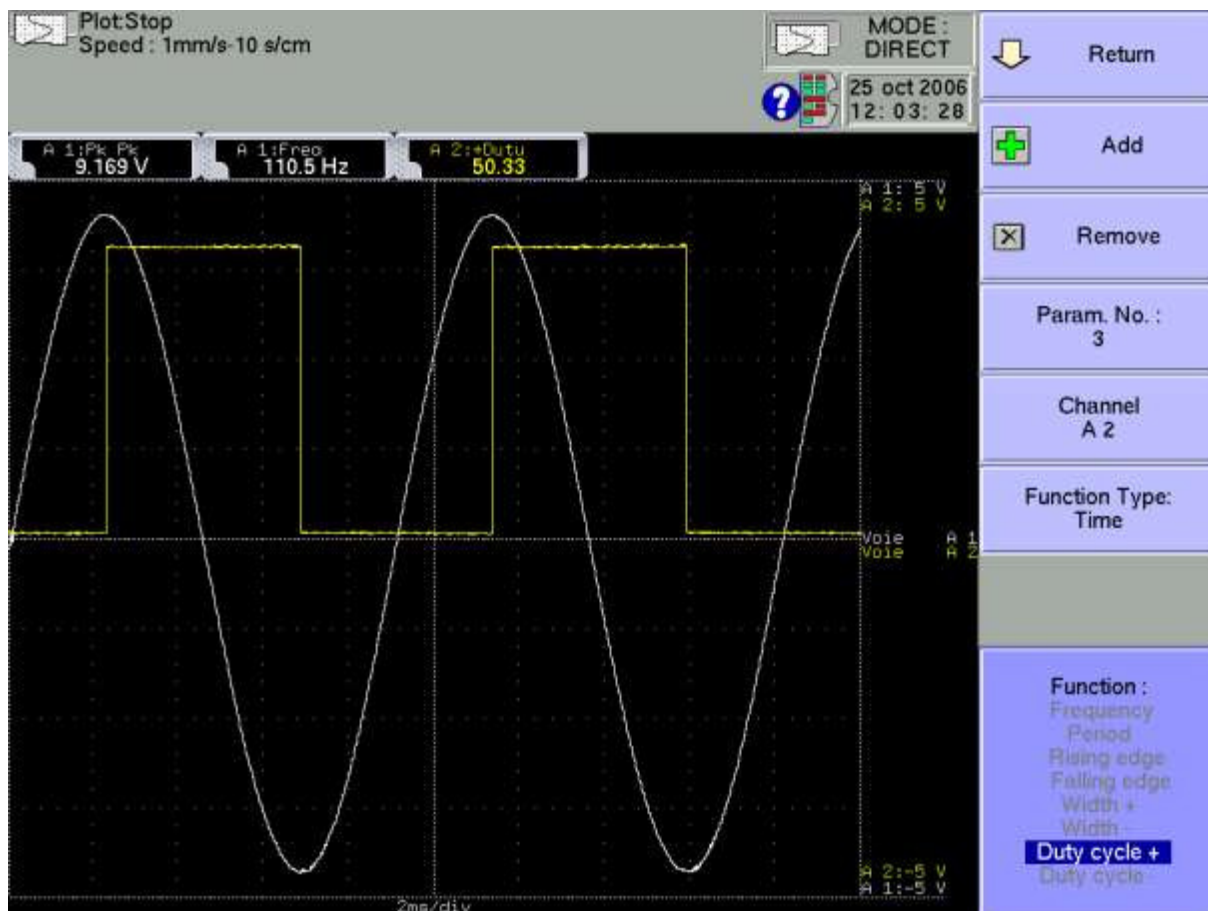 Plot:Stop
Speed : 1mm/s-10 s/cm
MODE :
DIRECT
25 oct 2006
12: 03: 28
A 1:Pk Pk
9.169 V
A 1:Freq
110.5 Hz
A 2:+Duty
50.33
A 1: 5 V
A 2: 5 V
Voie A 1
Voie A 2
A 2:-5 V
A 1:-5 V
2ms/div
Return
Add
Remove
Param. No. :
3
Channel
A 2
Function Type:
Time
Function :
Frequency
Period
Rising edge
Falling edge
Width +
Width -
Duty cycle +
Duty cycle